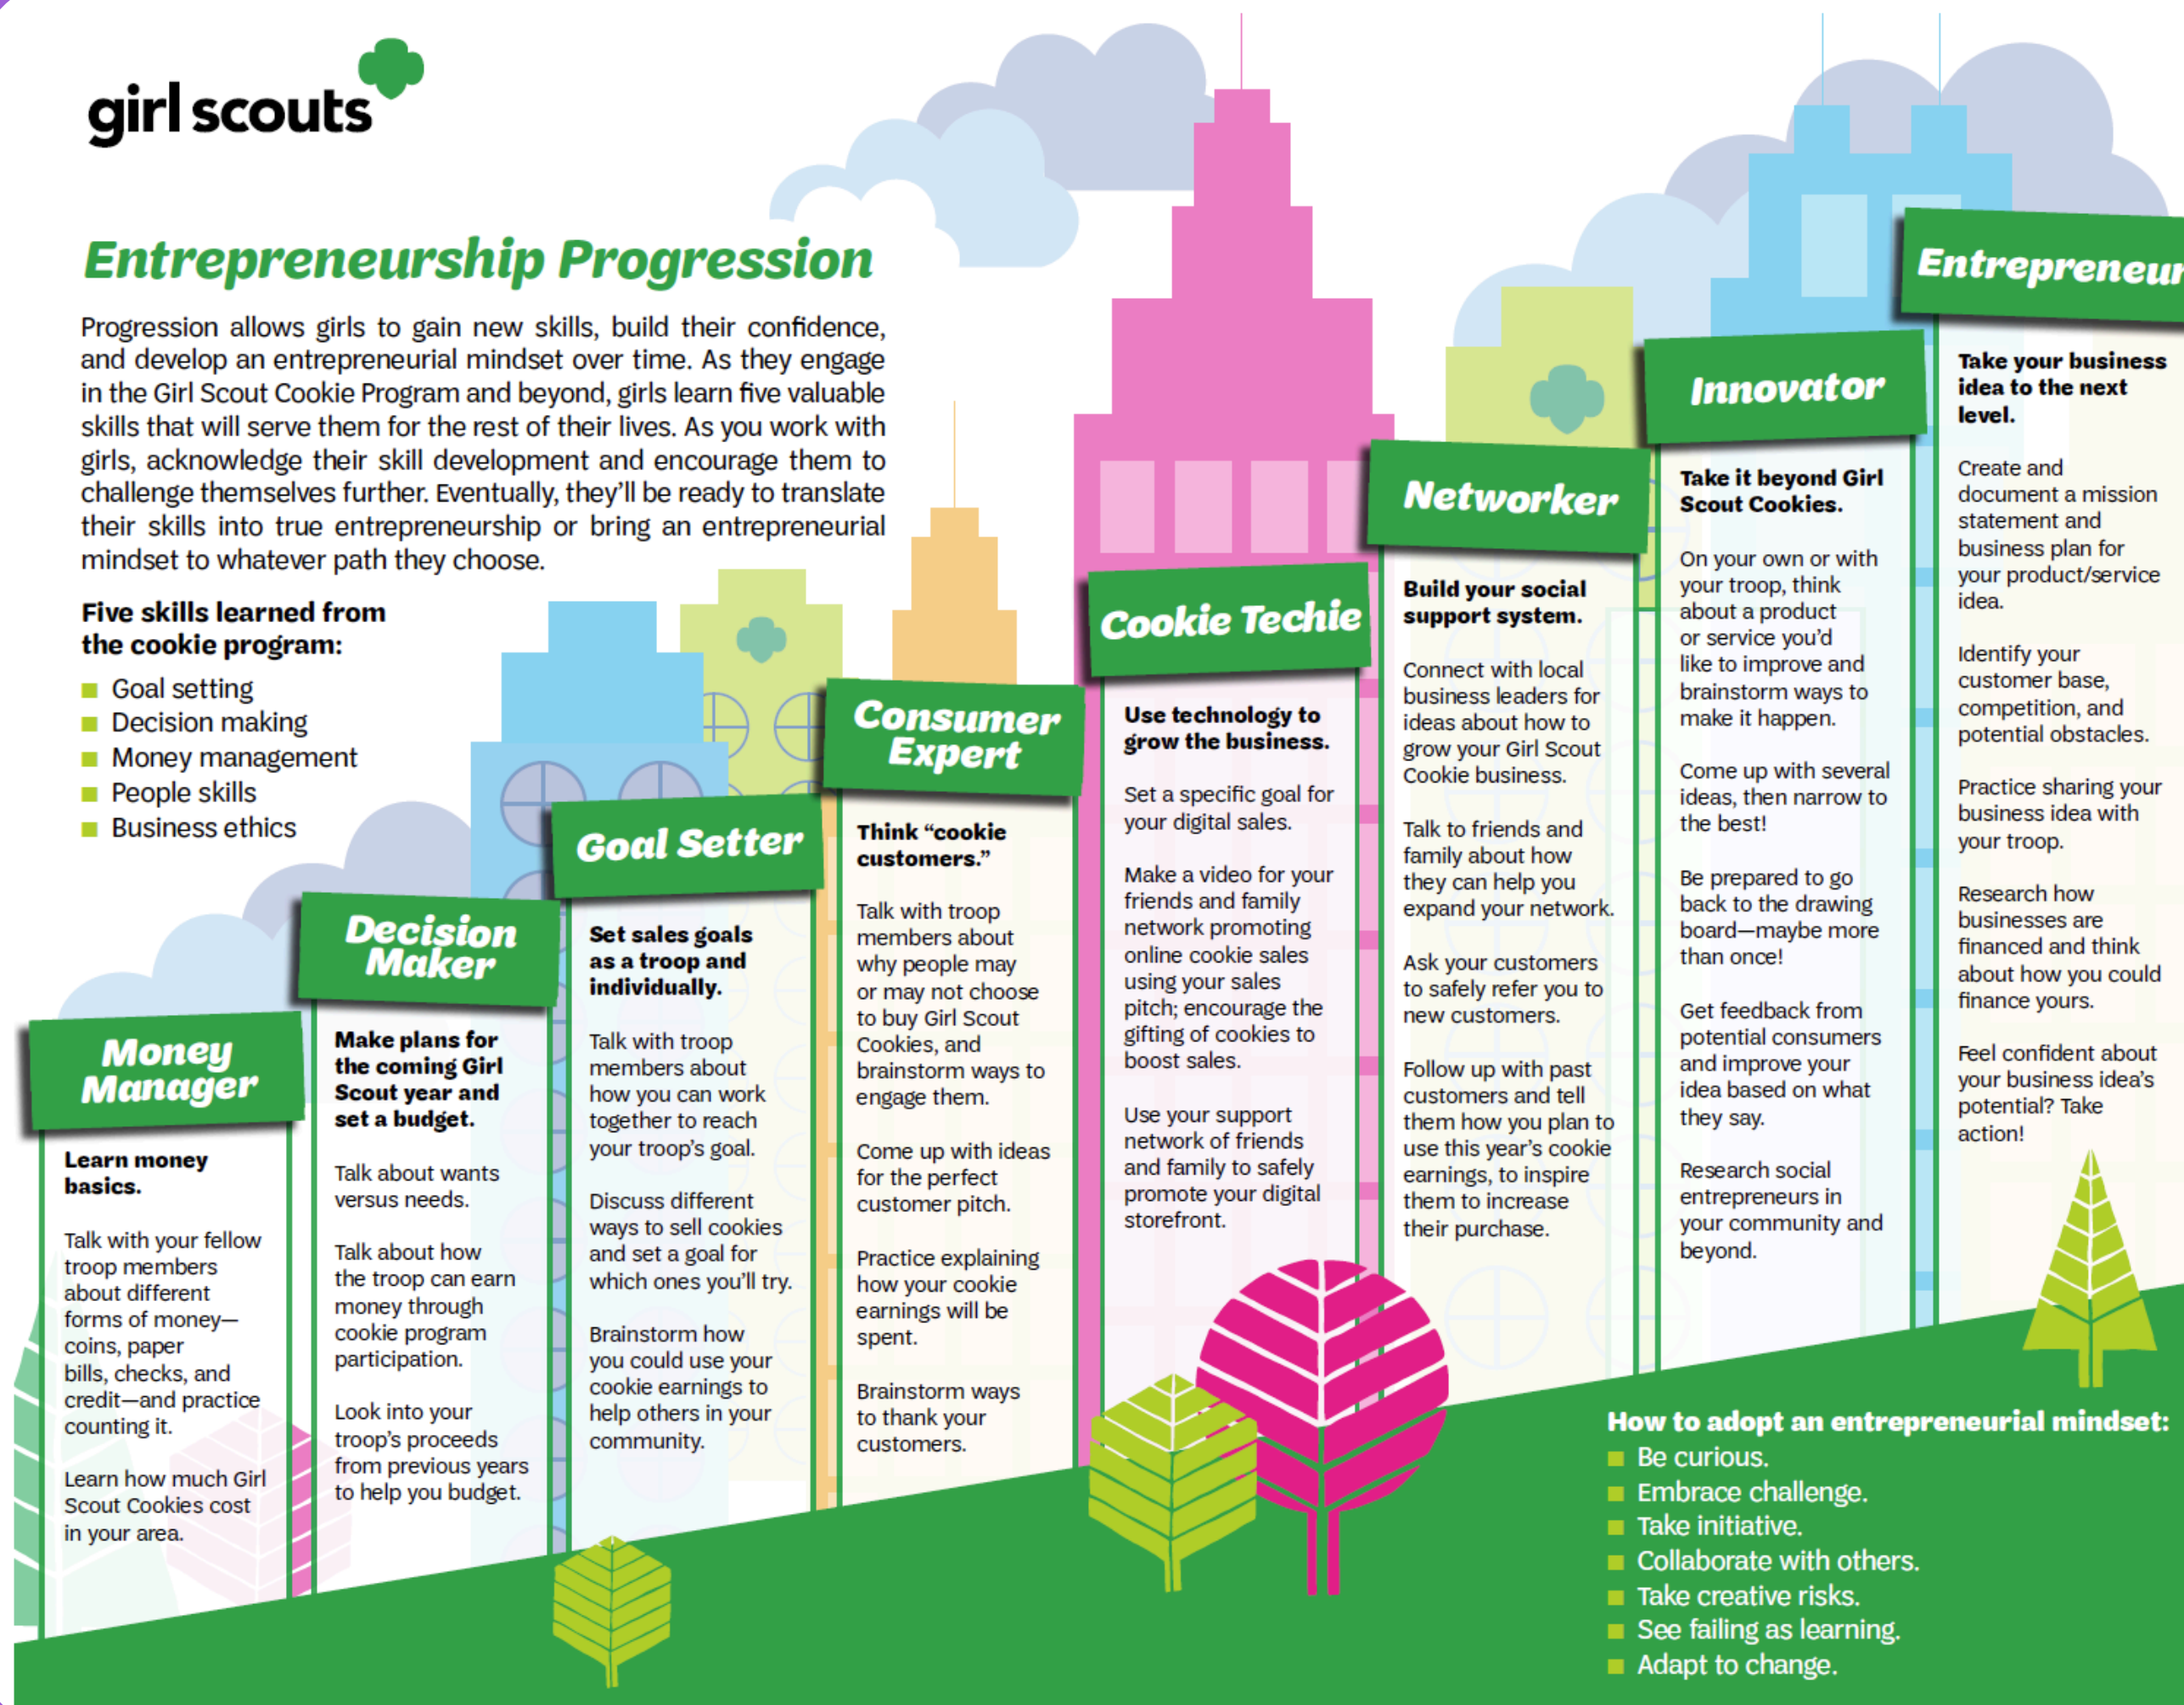 girl scouts
Entrepreneurship Progression
Progression allows girls to gain new skills, build their confidence,
and develop an entrepreneurial mindset over time. As they engage
in the Girl Scout Cookie Program and beyond, girls learn five valuable
skills that will serve them for the rest of their lives. As you work with
girls, acknowledge their skill development and encourage them to
challenge themselves further. Eventually, they’ll be ready to translate
their skills into true entrepreneurship or bring an entrepreneurial
mindset to whatever path they choose.
Five skills learned from
the cookie program:
Goal setting
Decision making
Money management
People skills
Business ethics
Money
Manager
Learn money
basics.
Talk with your fellow
troop members
about different
forms of money—
coins, paper
bills, checks, and
credit—and practice
counting it.
Learn how much Girl
Scout Cookies cost
in your area.
Decision
Maker
Make plans for
the coming Girl
Scout year and
set a budget.
Talk about wants
versus needs.
Talk about how
the troop can earn
money through
cookie program
participation.
Look into your
troop’s proceeds
from previous years
to help you budget.
Goal Setter
Set sales goals
as a troop and
individually.
Talk with troop
members about
how you can work
together to reach
your troop’s goal.
Discuss different
ways to sell cookies
and set a goal for
which ones you’ll try.
Brainstorm how
you could use your
cookie earnings to
help others in your
community.
Consumer
Expert
Think “cookie
customers.”
Talk with troop
members about
why people may
or may not choose
to buy Girl Scout
Cookies, and
brainstorm ways to
engage them.
Come up with ideas
for the perfect
customer pitch.
Practice explaining
how your cookie
earnings will be
spent.
Brainstorm ways
to thank your
customers.
Cookie Techie
Use technology to
grow the business.
Set a specific goal for
your digital sales.
Make a video for your
friends and family
network promoting
online cookie sales
using your sales
pitch; encourage the
gifting of cookies to
boost sales.
Use your support
network of friends
and family to safely
promote your digital
storefront.
Networker
Build your social
support system.
Connect with local
business leaders for
ideas about how to
grow your Girl Scout
Cookie business.
Talk to friends and
family about how
they can help you
expand your network.
Ask your customers
to safely refer you to
new customers.
Follow up with past
customers and tell
them how you plan to
use this year’s cookie
earnings, to inspire
them to increase
their purchase.
Innovator
Take it beyond Girl
Scout Cookies.
On your own or with
your troop, think
about a product
or service you’d
like to improve and
brainstorm ways to
make it happen.
Come up with several
ideas, then narrow to
the best!
Be prepared to go
back to the drawing
board—maybe more
than once!
Get feedback from
potential consumers
and improve your
idea based on what
they say.
Research social
entrepreneurs in
your community and
beyond.
Entrepreneur
Take your business
idea to the next
level.
Create and
document a mission
statement and
business plan for
your product/service
idea.
Identify your
customer base,
competition, and
potential obstacles.
Practice sharing your
business idea with
your troop.
Research how
businesses are
financed and think
about how you could
finance yours.
Feel confident about
your business idea’s
potential? Take
action!
How to adopt an entrepreneurial mindset:
Be curious.
Embrace challenge.
Take initiative.
Collaborate with others.
Take creative risks.
See failing as learning.
Adapt to change.